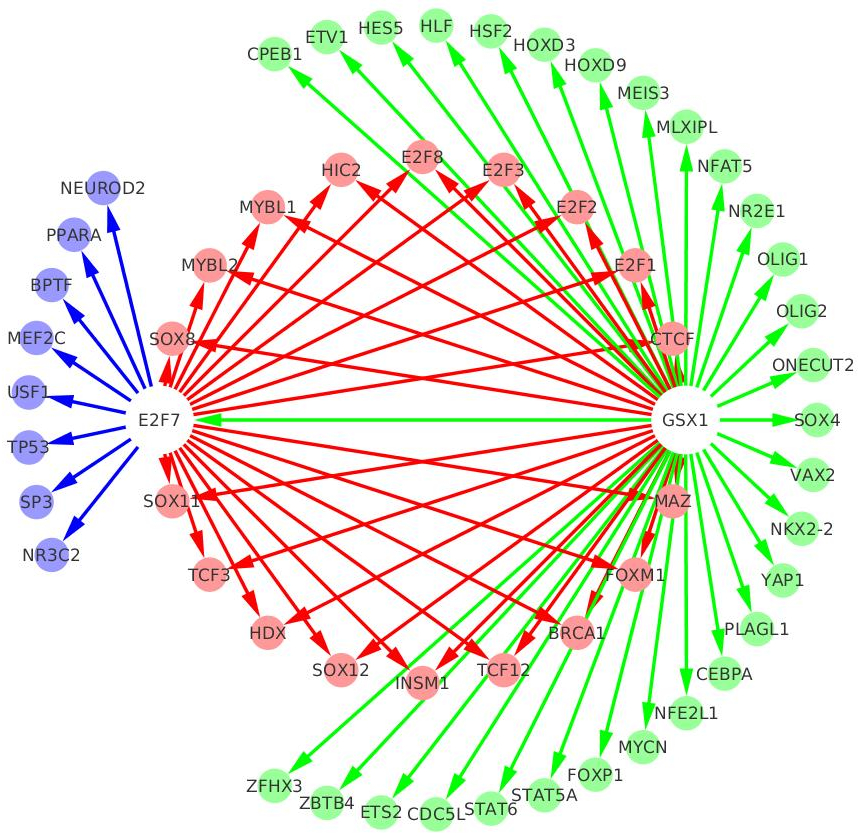 HLF
HES5
HSF2
ETV1
HOXD3
CPEB1
HOXD9
MEIS3
MLXIPL
E2F8
NFAT5
HIC2
E2F3
NEUROD2
MYBL1
E2F2
NR2E1
PPARA
MYBL2
E2F1
OLIG1
BPTF
OLIG2
MEF2C
SOX8
CTCF
ONECUT2
USF1
E2F7
GSX1
SOX4
TP53
VAX2
SP3
SOX11
MAZ
NKX2-2
NR3C2
TCF3
FOXM1
YAP1
HDX
BRCA1
PLAGL1
SOX12
TCF12
CEBPA
INSM1
NFE2L1
MYCN
FOXP1
ZFHX3
STAT5A
ZBTB4
STAT6
ETS2
CDC5L